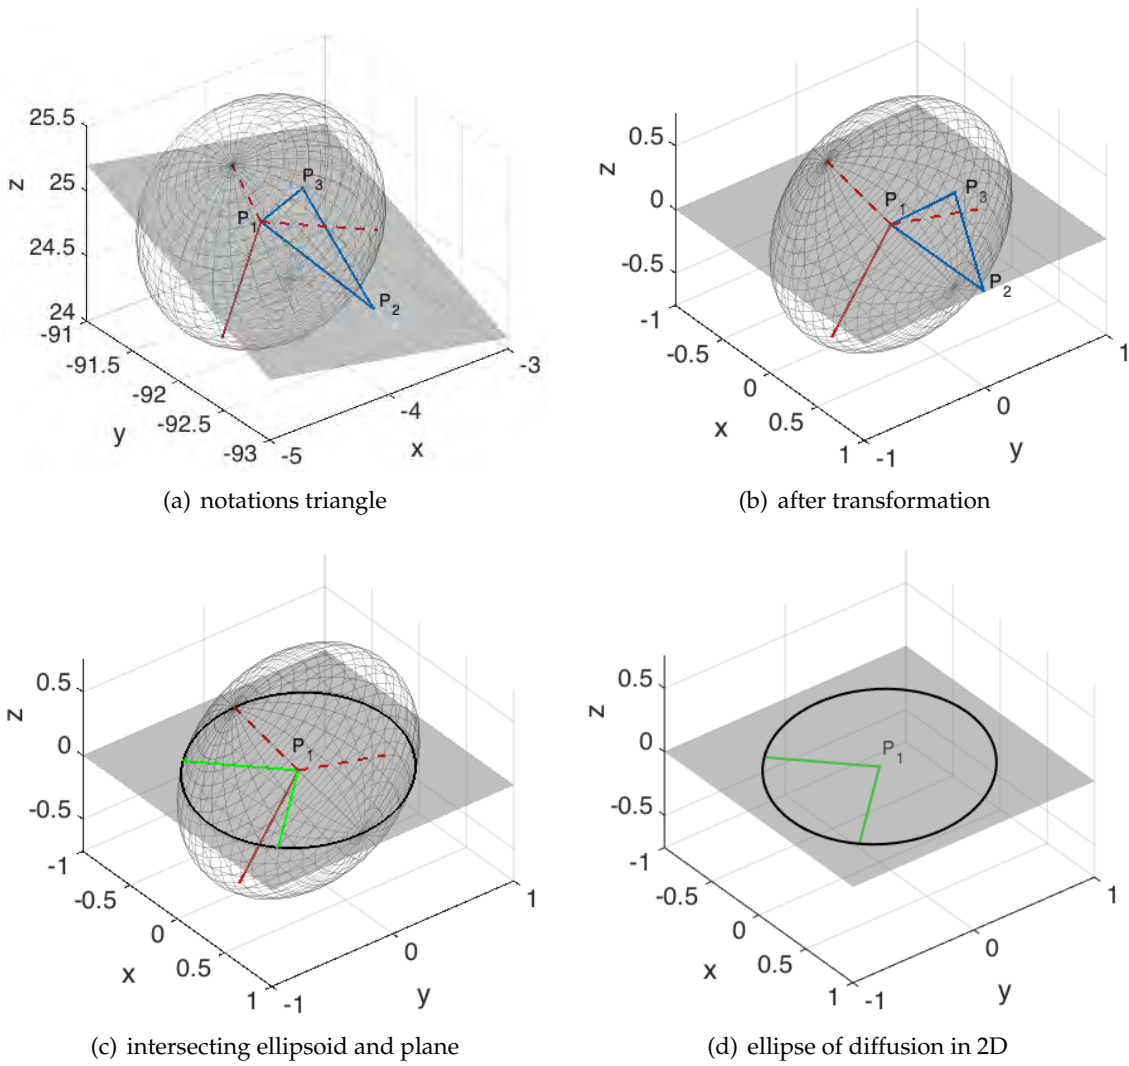 25.5
25
24.5
24
z
-91
-91.5
-92
-92.5
-93
y
-5
-4
-3
x
P1
P2
P3
(a) notations triangle
0.5
0
-0.5
z
-1
-0.5
0
0.5
1
x
-1
0
1
y
P1
P2
P3
(b) after transformation
0.5
0
-0.5
z
-1
-0.5
0
0.5
1
x
-1
0
1
y
P1
(c) intersecting ellipsoid and plane
0.5
0
-0.5
z
-1
-0.5
0
0.5
1
x
-1
0
1
y
P1
(d) ellipse of diffusion in 2D